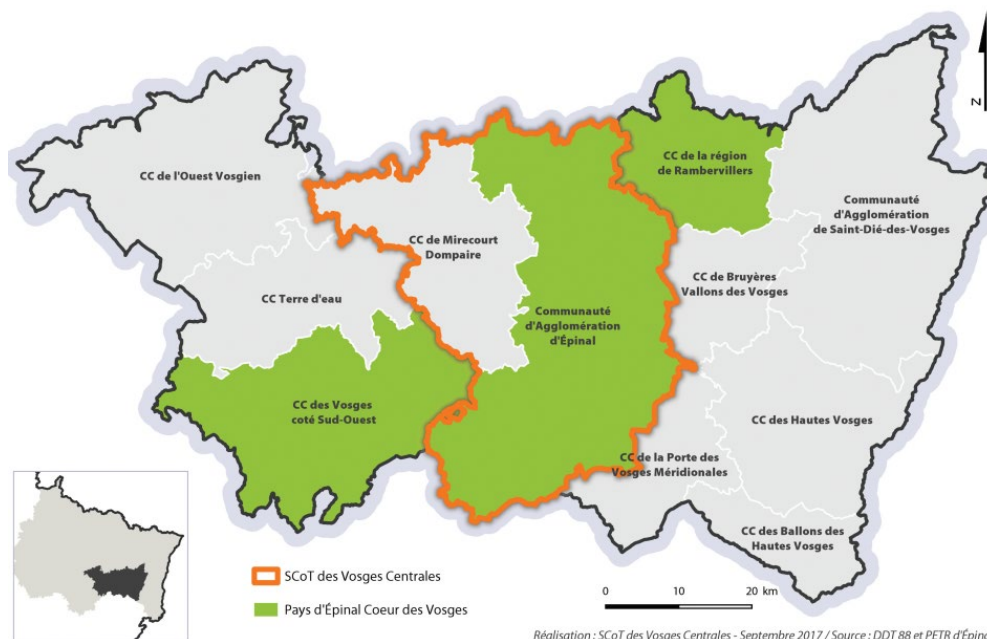 N
CC de l'Ouest Vosgien
CC de la région
de Rambervillers
Communauté
d'Agglomération
de Saint-Dié-des-Vosges
CC de Mirecourt
Dompaire
CC de Bruyères
Vallons des Vosges
CC Terre d'eau
Communauté
d'Agglomération
d'Épinal
CC des Vosges
coté Sud-Ouest
CC des Hautes Vosges
CC de la Porte des
Vosges Méridionales
CC des Ballons des
Hautes Vosges
SCoT des Vosges Centrales
Pays d'Épinal Coeur des Vosges
0 10 20 km
Réalisation : SCoT des Vosges Centrales - Septembre 2017 / Source : DDT 88 et PETR d'Épinal